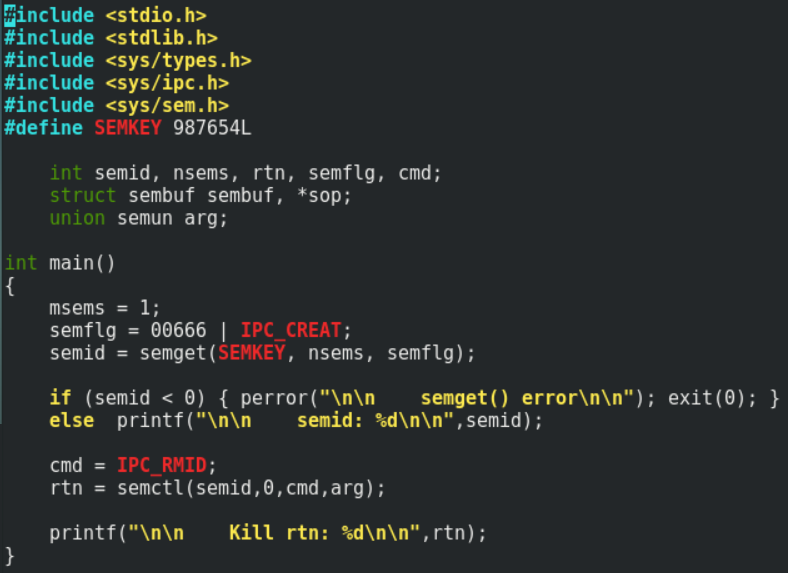 #include <stdio.h>
#include <stdlib.h>
#include <sys/types.h>
#include <sys/ipc.h>
#include <sys/sem.h>
#define SEMKEY 987654L
int semid, nsems, rtn, semflg, cmd;
struct sembuf sembuf, *sop;
union semun arg;
int main()
{
msems = 1;
semflg = 00666 | IPC_CREAT;
semid = semget(SEMKEY, nsems, semflg);
if (semid < 0) { perror("\n\n    semget() error\n\n"); exit(0); }
else  printf("\n\n    semid: %d\n\n",semid);
cmd = IPC_RMID;
rtn = semctl(semid,0,cmd,arg);
printf("\n\n    Kill rtn: %d\n\n",rtn);
}